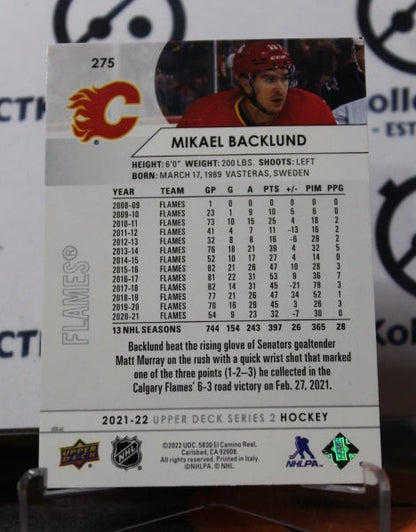 275
MIKAEL BACKLUND
HEIGHT: 6'0" WEIGHT: 200 LBS. SHOOTS: LEFT
BORN: MARCH 17, 1989 VASTERAS, SWEDEN
YEAR TEAM GP G A PTS +/- PIM PPG
2008-09 FLAMES 1 0 0 0 0 0 0
2009-10 FLAMES 23 1 9 10 5 6 0
2010-11 FLAMES 73 10 15 25 4 18 2
2011-12 FLAMES 41 4 7 11 -13 16 2
2012-13 FLAMES 32 8 8 16 -6 29 2
2013-14 FLAMES 76 18 21 39 4 32 5
2014-15 FLAMES 52 10 17 27 4 14 0
2015-16 FLAMES 82 21 26 47 10 28 3
2016-17 FLAMES 81 22 31 53 9 36 7
2017-18 FLAMES 82 14 31 45 -21 78 3
2018-19 FLAMES 77 21 26 47 34 52 1
2019-20 FLAMES 70 16 29 45 3 26 3
2020-21 FLAMES 54 9 23 32 -7 30 0
13 NHL SEASONS 744 154 243 397 26 365 28
FLAMES®
Backlund beat the rising glove of Senators goaltender
Matt Murray on the rush with a quick wrist shot that marked
one of the three points (1-2—3) he collected in the
Calgary Flames' 6-3 road victory on Feb. 27, 2021.
2021-22 UPPER DECK SERIES 2 HOCKEY
UPPER DECK
NHL
©2022 UDC. 5830 El Camino Real,
Carlsbad, CA 92008.
All rights reserved. Printed in Italy.
©NHLPA. © NHL.
NHLPA